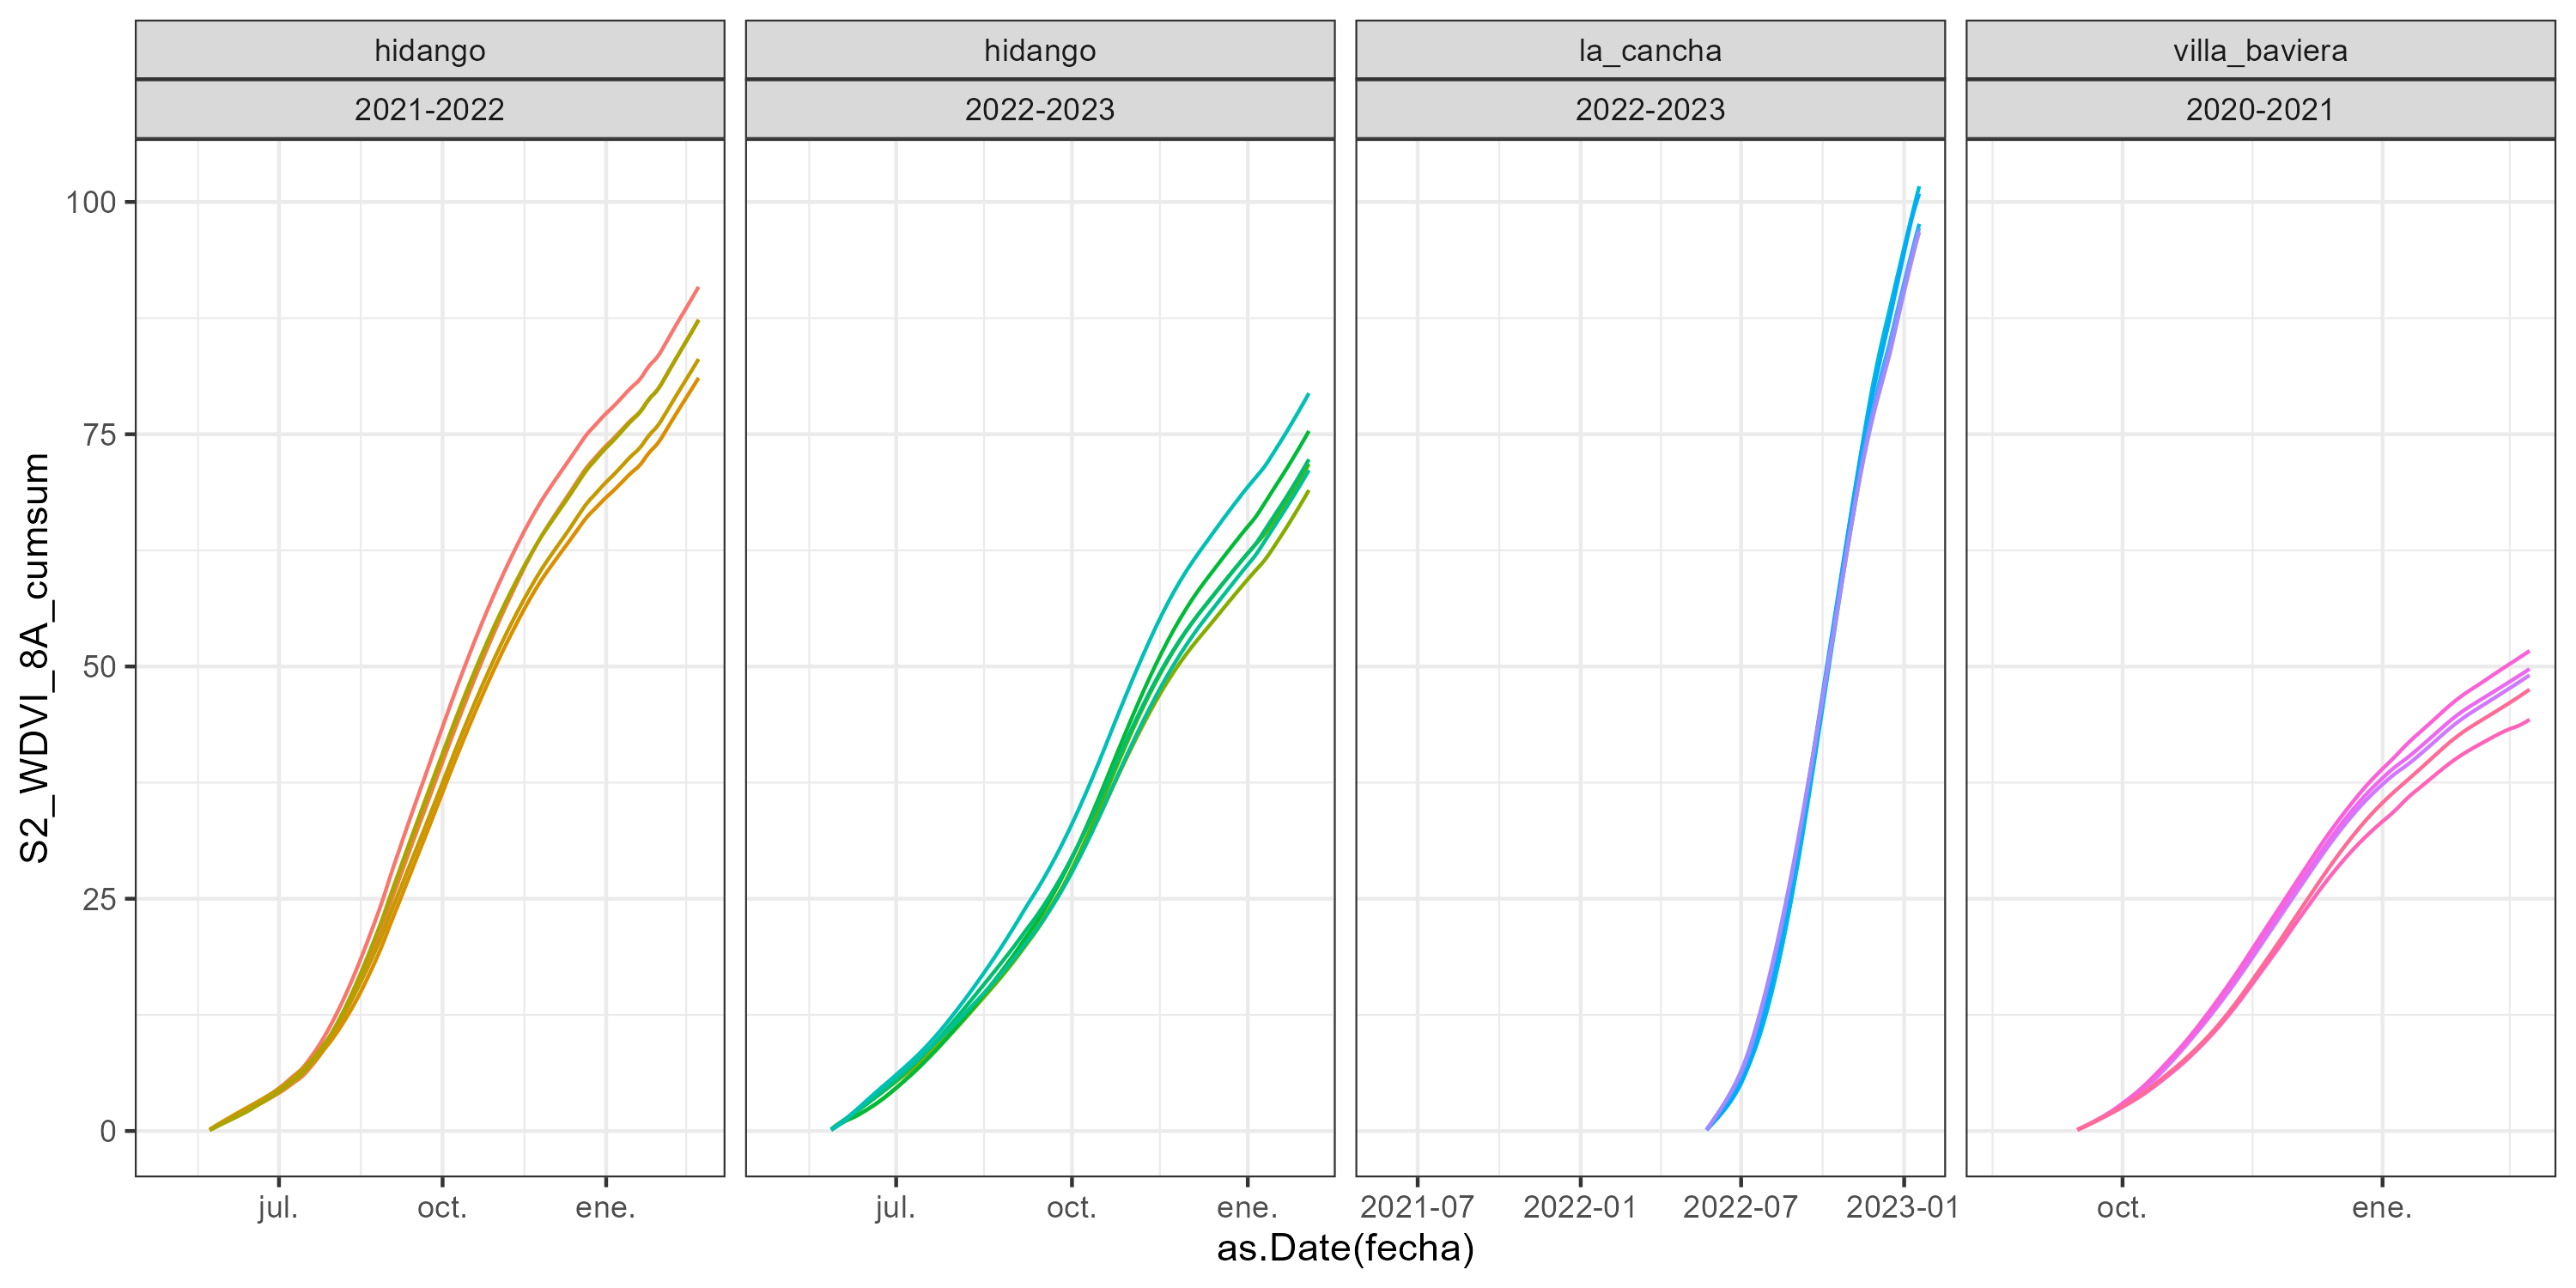 hidango hidango la_cancha villa_baviera
2021-2022 2022-2023 2022-2023 2020-2021
100
75
50
25
0
S2_WDVI_8A_cumsum
jul. oct. ene. jul. oct. ene. 2021-07 2022-01 2022-07 2023-01 oct. ene.
as.Date(fecha)